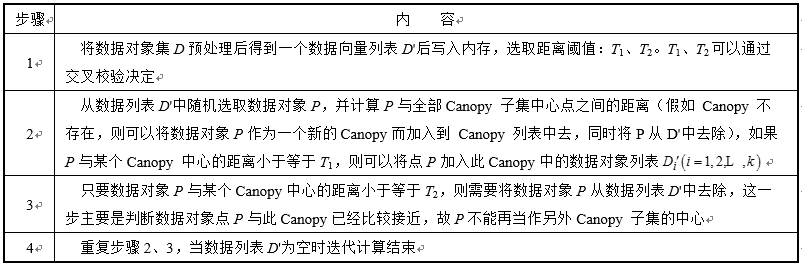 步骤 内 容
1 将数据对象集 D 预处理后得到一个数据向量列表 D'后写入内存，选取距离阈值：T₁、T₂。T₁、T₂可以通过
交叉校验决定
从数据列表 D'中随机选取数据对象 P，并计算 P 与全部 Canopy 子集中心点之间的距离（假如 Canopy 不
2 存在，则可以将数据对象 P 作为一个新的 Canopy 而加入到 Canopy 列表中去，同时将 P 从 D'中去除），如果
P 与某个 Canopy 中心的距离小于等于 T₁，则可以将点 P 加入此 Canopy 中的数据对象列表 D'ᵢ(i=1,2,L ,k)
3 只要数据对象 P 与某个 Canopy 中心的距离小于等于 T₂，则需要将数据对象 P 从数据列表 D'中去除，这一
步主要是判断数据对象点 P 与此 Canopy 已经比较接近，故 P 不能再当作另外 Canopy 子集的中心
4 重复步骤 2、3，当数据列表 D'为空时迭代计算结束